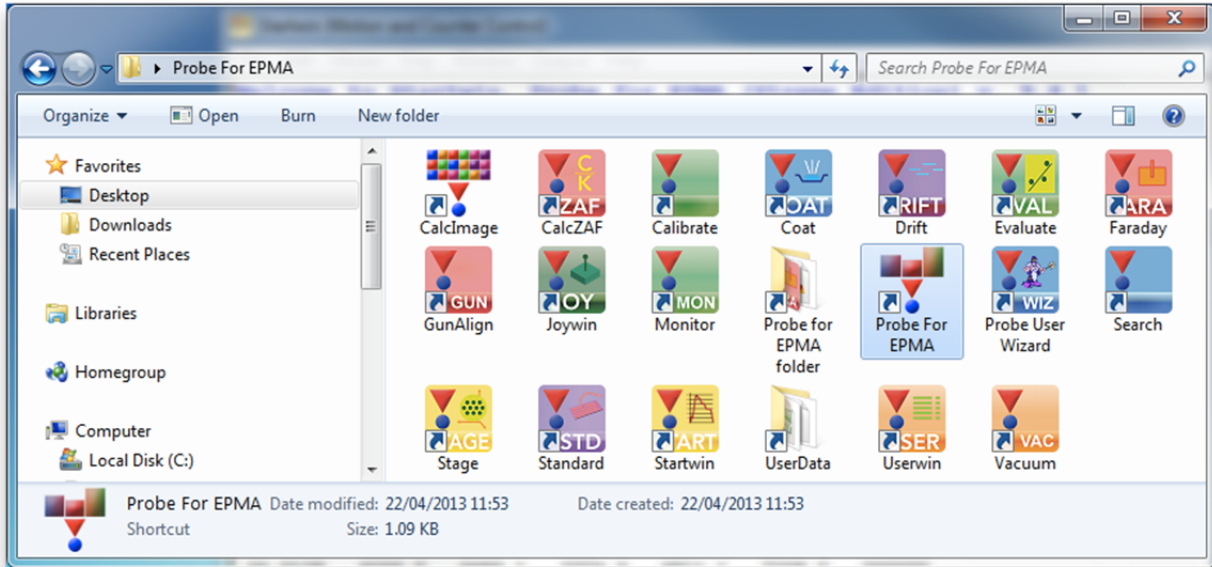 Probe For EPMA
Search Probe For EPMA
Organize Open Burn New folder
Favorites
Desktop
Downloads
Recent Places
Libraries
Homegroup
Computer
Local Disk (C:)
CK ZAF OAT RIFT VAL ARA
CalcImage CalcZAF Calibrate Coat Drift Evaluate Faraday
GUN OY MON WIZ
GunAlign Joywin Monitor Probe for EPMA folder Probe For EPMA Probe User Wizard Search
AGE STD ART SER VAC
Stage Standard Startwin UserData Userwin Vacuum
Probe For EPMA Date modified: 22/04/2013 11:53 Date created: 22/04/2013 11:53
Shortcut Size: 1.09 KB